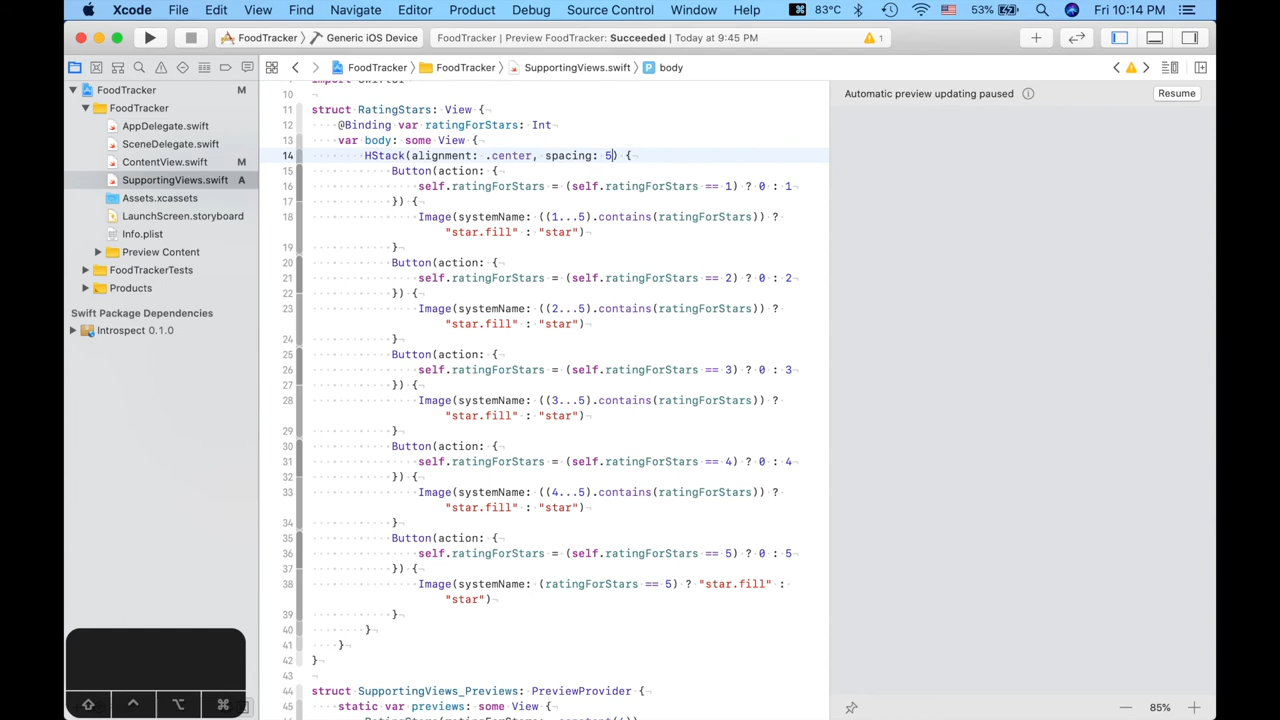 Xcode File Edit View Find Navigate Editor Product Debug Source Control Window Help 83°C 53% Fri 10:14 PM
FoodTracker Generic iOS Device FoodTracker | Preview FoodTracker: Succeeded | Today at 9:45 PM 1
FoodTracker FoodTracker SupportingViews.swift P body
FoodTracker M
FoodTracker
AppDelegate.swift
SceneDelegate.swift
ContentView.swift M
SupportingViews.swift A
Assets.xcassets
LaunchScreen.storyboard
Info.plist
Preview Content
FoodTrackerTests
Products
Swift Package Dependencies
Introspect 0.1.0
10
11 struct RatingStars: View {
12 @Binding var ratingForStars: Int
13 var body: some View {
14 HStack(alignment: .center, spacing: 5) {
15 Button(action: {
16 self.ratingForStars = (self.ratingForStars == 1) ? 0 : 1
17 }) {
18 Image(systemName: ((1...5).contains(ratingForStars)) ?
"star.fill" : "star")
19 }
20 Button(action: {
21 self.ratingForStars = (self.ratingForStars == 2) ? 0 : 2
22 }) {
23 Image(systemName: ((2...5).contains(ratingForStars)) ?
"star.fill" : "star")
24 }
25 Button(action: {
26 self.ratingForStars = (self.ratingForStars == 3) ? 0 : 3
27 }) {
28 Image(systemName: ((3...5).contains(ratingForStars)) ?
"star.fill" : "star")
29 }
30 Button(action: {
31 self.ratingForStars = (self.ratingForStars == 4) ? 0 : 4
32 }) {
33 Image(systemName: ((4...5).contains(ratingForStars)) ?
"star.fill" : "star")
34 }
35 Button(action: {
36 self.ratingForStars = (self.ratingForStars == 5) ? 0 : 5
37 }) {
38 Image(systemName: (ratingForStars == 5) ? "star.fill" :
"star")
39 }
40 }
41 }
42 }
43
44 struct SupportingViews_Previews: PreviewProvider {
45 static var previews: some View {
Automatic preview updating paused
Resume
85%